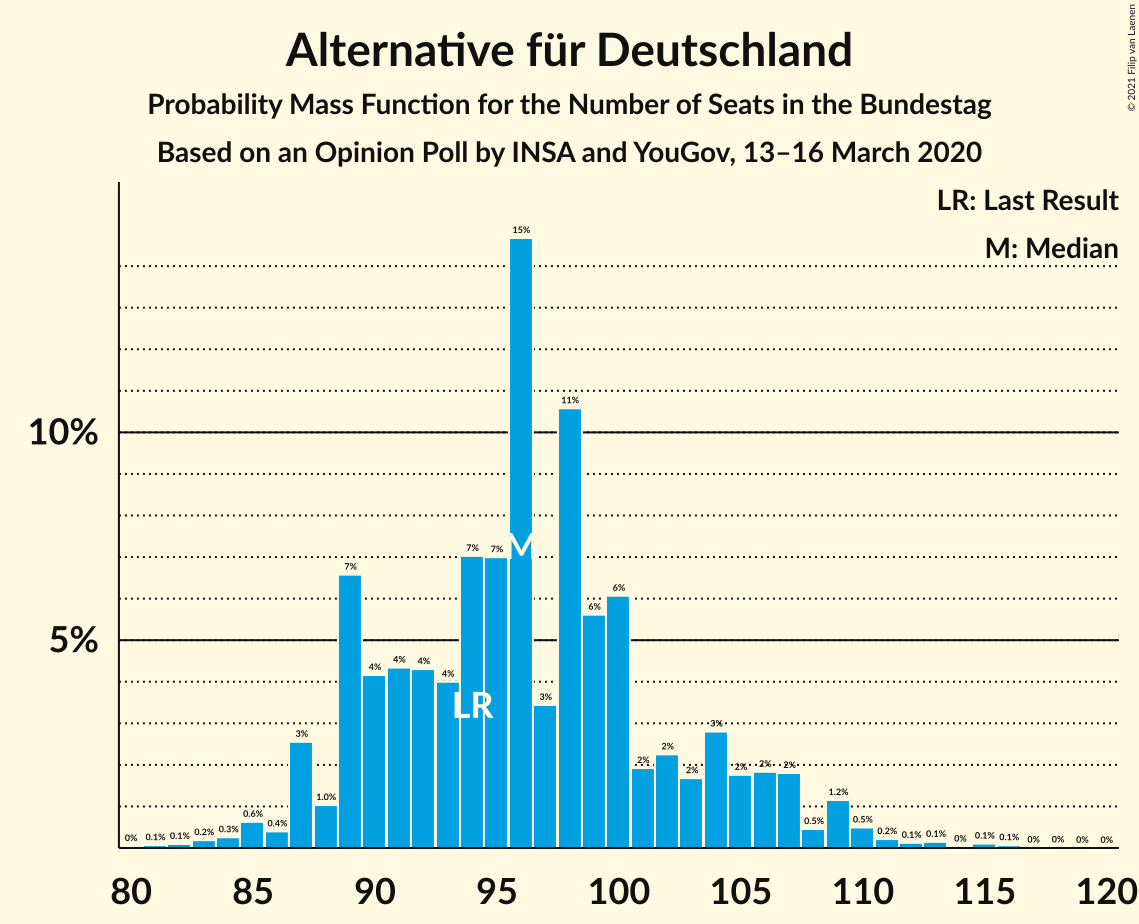 © 2021 Filip van Laenen
Alternative für Deutschland
Probability Mass Function for the Number of Seats in the Bundestag
Based on an Opinion Poll by INSA and YouGov, 13–16 March 2020
LR: Last Result
M: Median
10%
5%
0% 0.1% 0.1% 0.2% 0.3% 0.6% 0.4% 3% 1.0% 7% 4% 4% 4% 4% 7% 7% 15% 3% 11% 6% 6% 2% 2% 2% 3% 2% 2% 2% 0.5% 1.2% 0.5% 0.2% 0.1% 0.1% 0% 0.1% 0.1% 0% 0% 0% 0%
M
LR
80 85 90 95 100 105 110 115 120